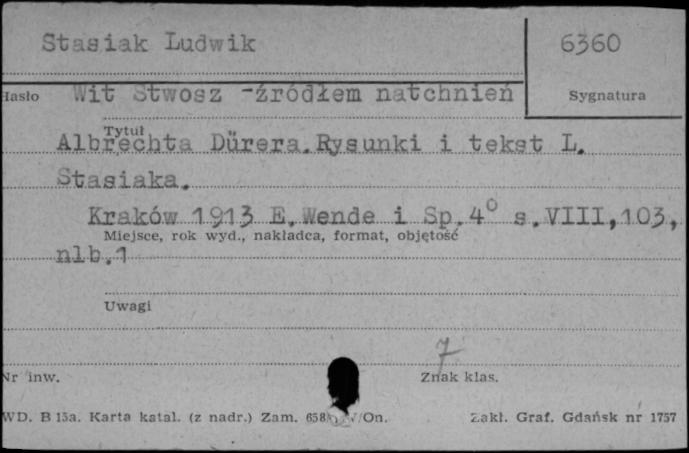 Stasiak Ludwik
6360
Hasło Wit Stwosz -źródłem natchnień
Sygnatura
Tytuł
Albrechta Dürera.Rysunki i tekst L.
Stasiaka.
Kraków 1913 E.Wende i Sp.4° s.VIII,103,
Miejsce, rok wyd., nakładca, format, objętość
nlb.1
Uwagi
7
Nr inw.
Znak klas.
WD. B 15a. Karta katal. (z nadr.) Zam. /On.
Zakł. Graf. Gdańsk nr 1757